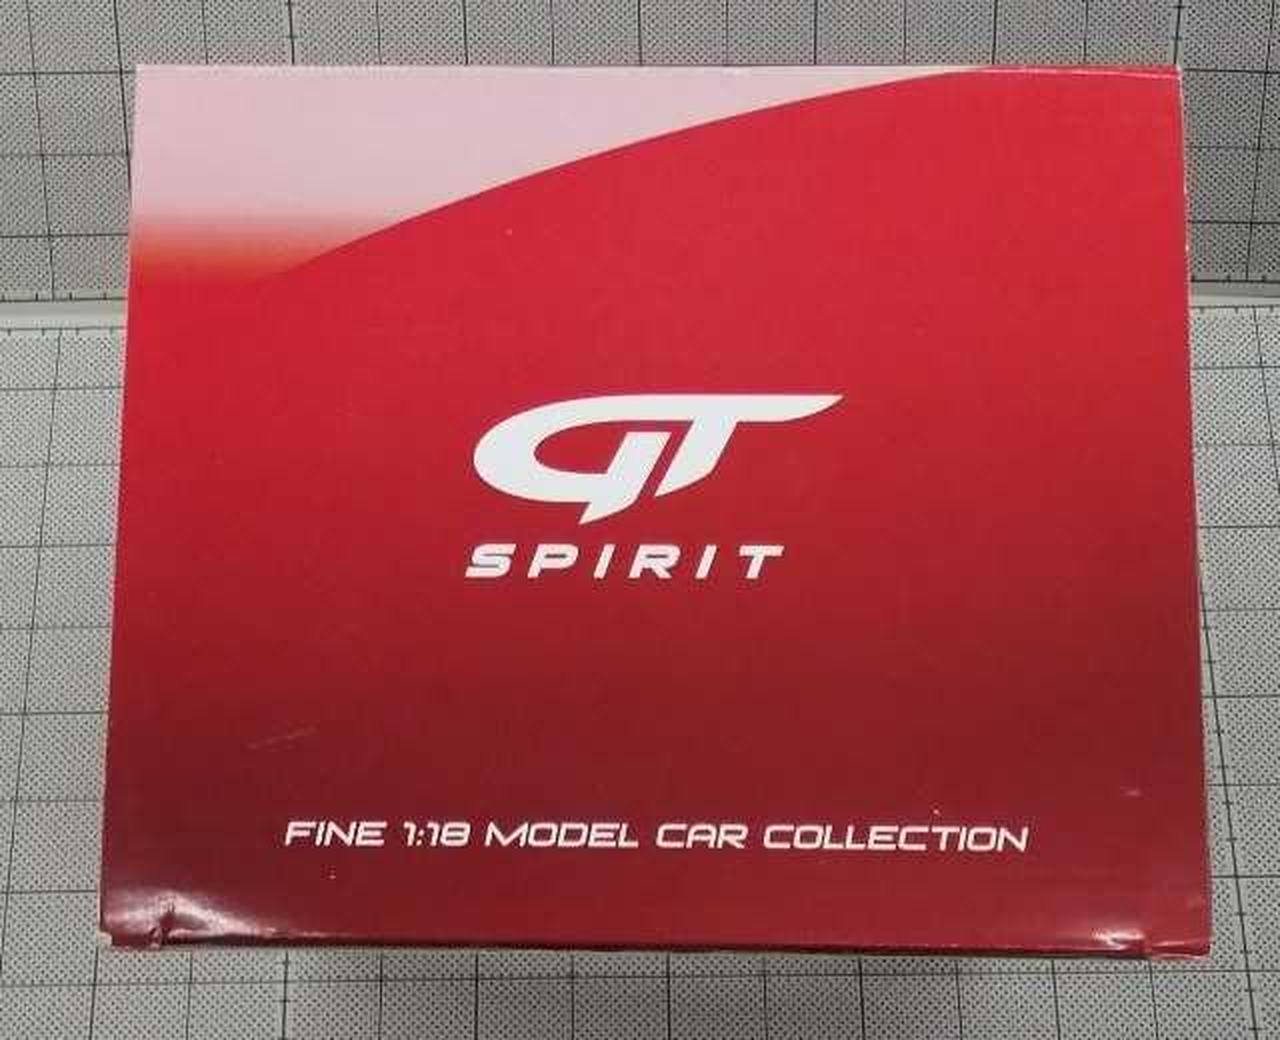 GT
SPIRIT
FINE 1:18 MODEL CAR COLLECTION